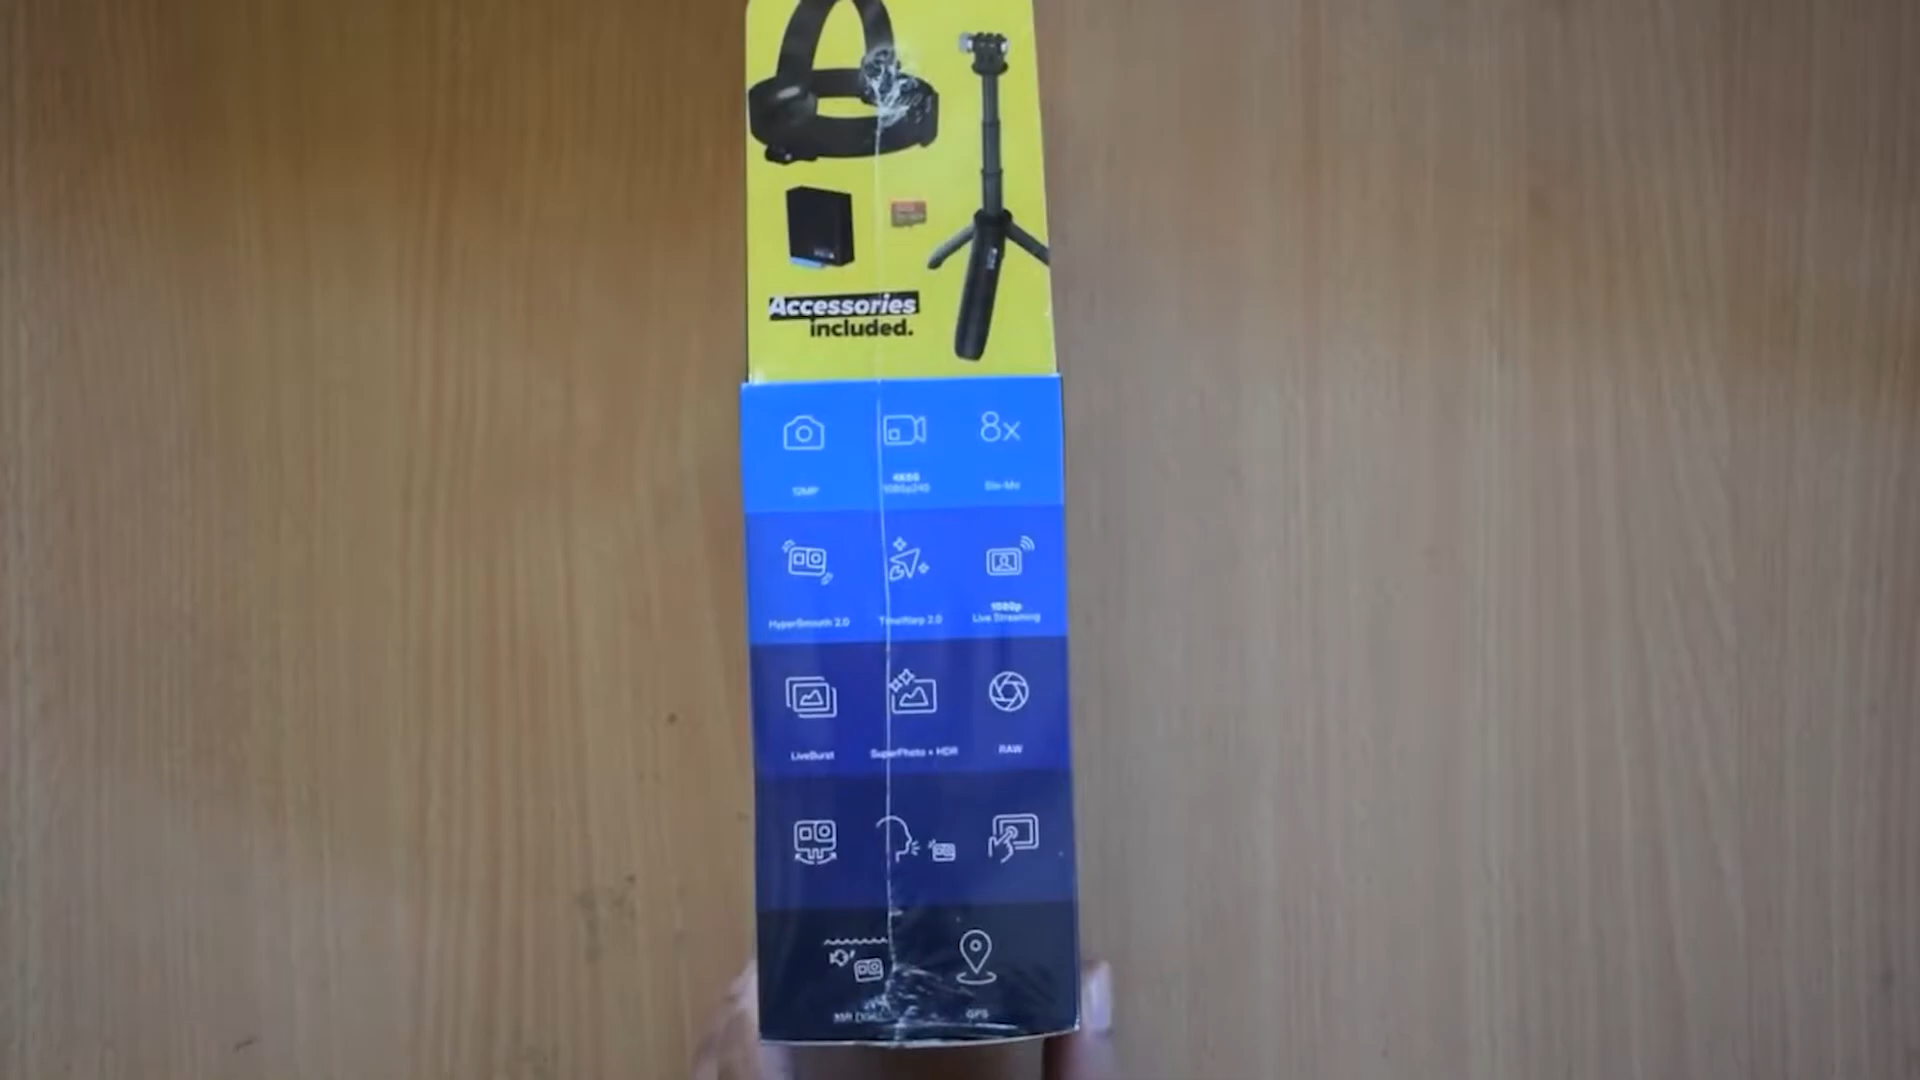 Accessories
included.
8x
12MP
4K60
1080p240
Slo-Mo
HyperSmooth 2.0
TimeWarp 2.0
1080p
Live Streaming
LiveBurst
SuperPhoto + HDR
RAW
GPS